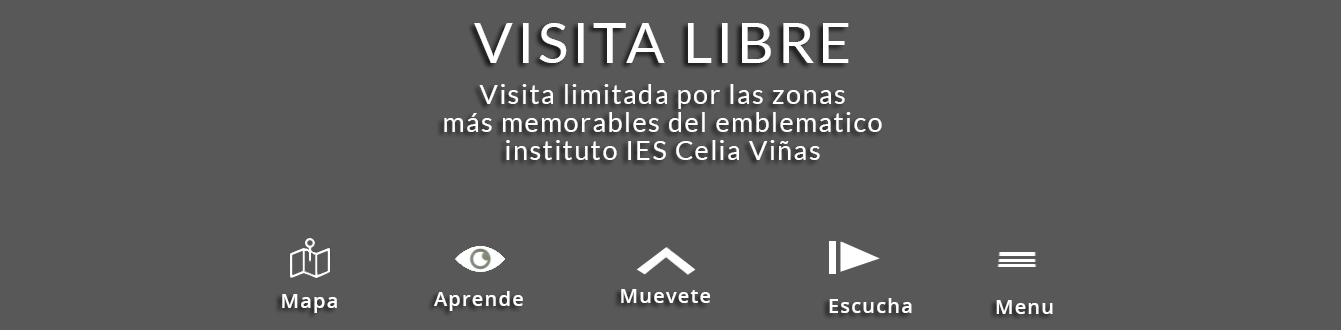 VISITA LIBRE
Visita limitada por las zonas
más memorables del emblematico
instituto IES Celia Viñas
Mapa
Aprende
Muevete
Escucha
Menu